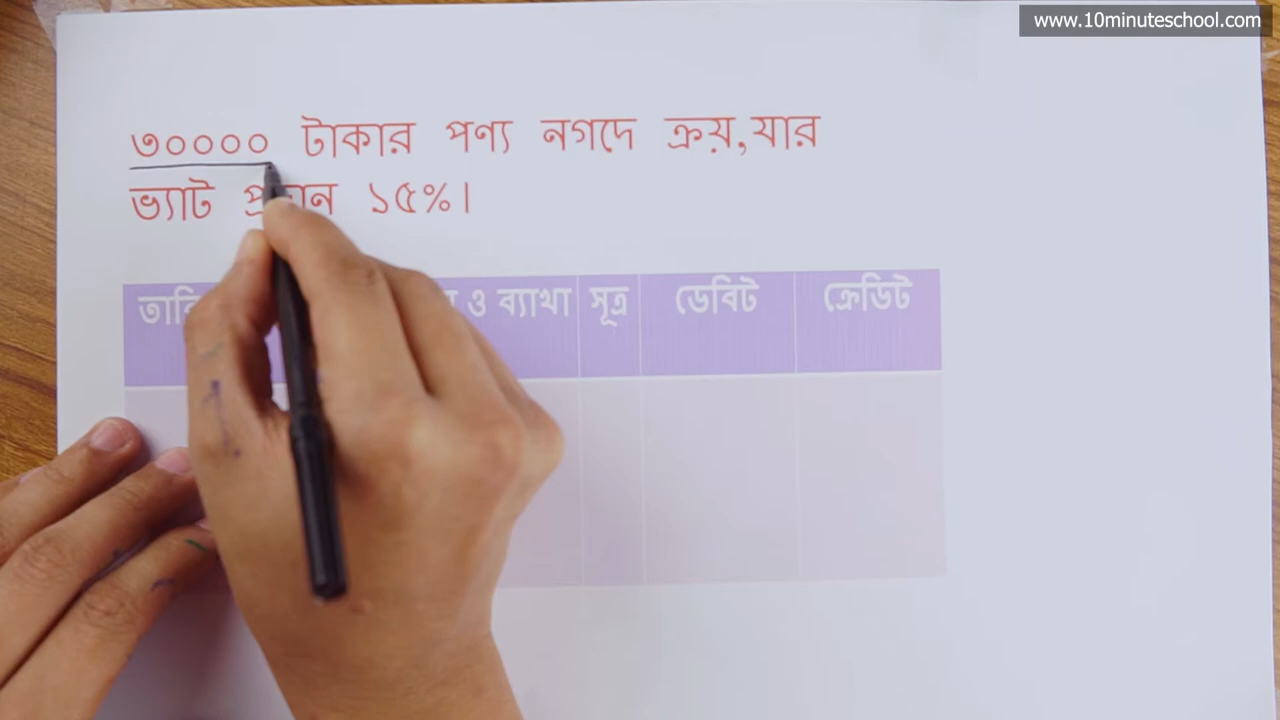 www.10minuteschool.com
৩০০০০ টাকার পণ্য নগদে ক্রয়,যার
ভ্যাট ১৫%।
ও ব্যাখা সূত্র ডেবিট ক্রেডিট